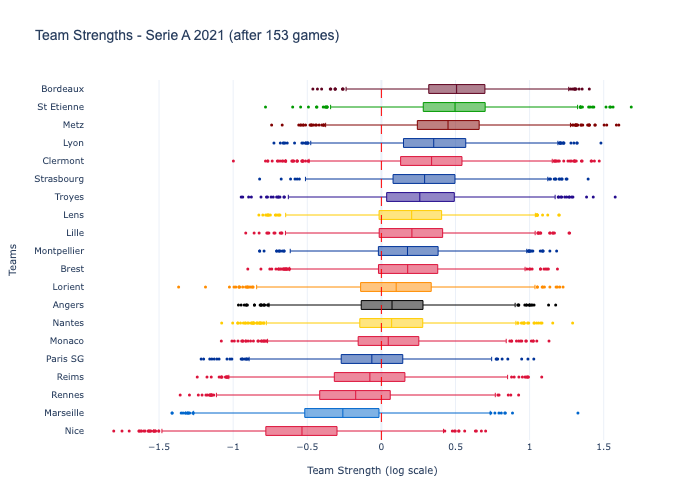 Team Strengths - Serie A 2021 (after 153 games)
Bordeaux
St Etienne
Metz
Lyon
Clermont
Strasbourg
Troyes
Lens
Lille
Montpellier
Brest
Lorient
Angers
Nantes
Monaco
Paris SG
Reims
Rennes
Marseille
Nice
Teams
−1.5 −1 −0.5 0 0.5 1 1.5
Team Strength (log scale)